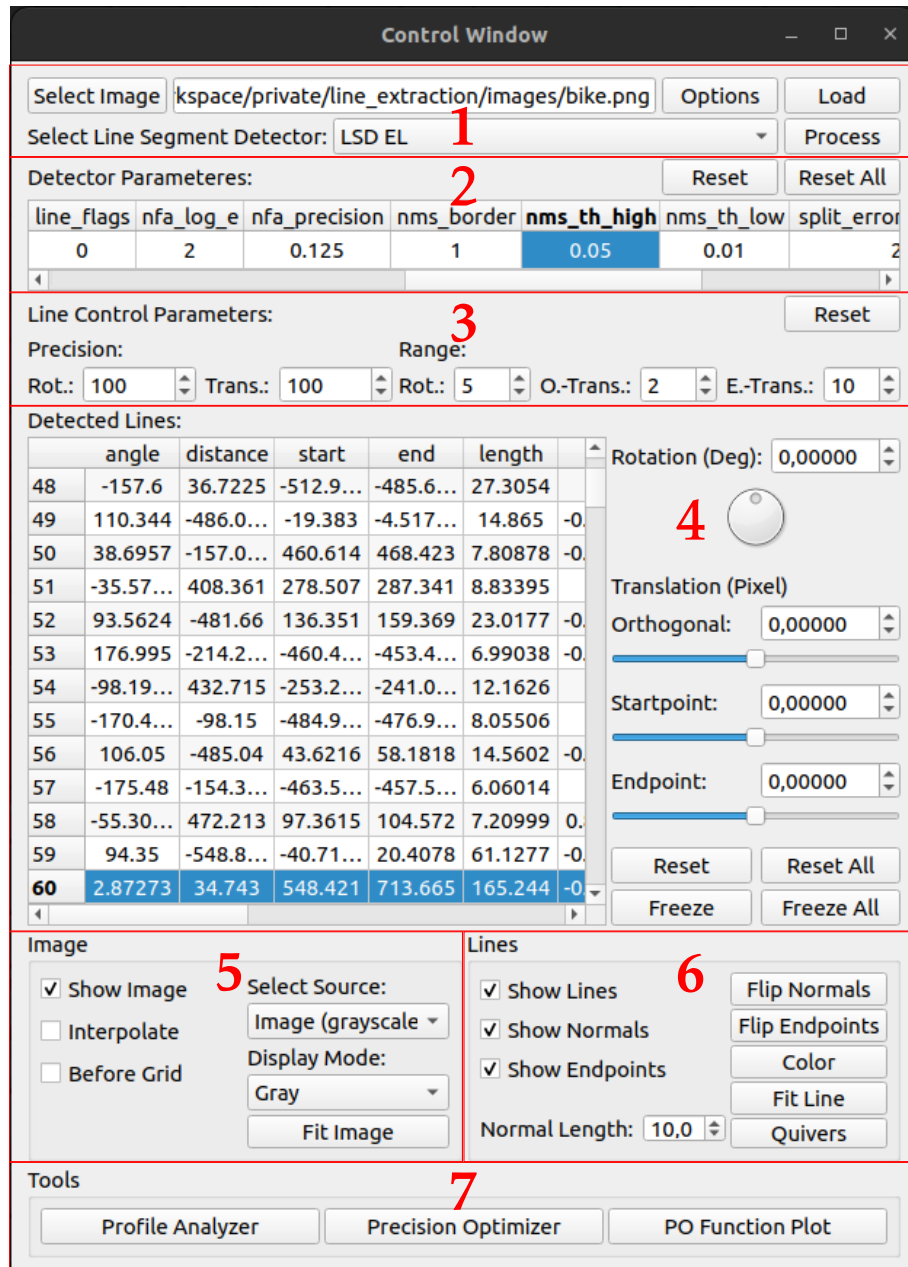 Control Window
Select Image kspace/private/line_extraction/images/bike.png Options Load
1
Select Line Segment Detector: LSD EL Process
Detector Parameteres: 2 Reset Reset All
line_flags nfa_log_e nfa_precision nms_border nms_th_high nms_th_low split_error
0 2 0.125 1 0.05 0.01 2
Line Control Parameters: 3 Reset
Precision: Range:
Rot.: 100 Trans.: 100 Rot.: 5 O.-Trans.: 2 E.-Trans.: 10
Detected Lines:
angle distance start end length
48 -157.6 36.7225 -512.9... -485.6... 27.3054
49 110.344 -486.0... -19.383 -4.517... 14.865 -0.
50 38.6957 -157.0... 460.614 468.423 7.80878 -0.
51 -35.57... 408.361 278.507 287.341 8.83395
52 93.5624 -481.66 136.351 159.369 23.0177 -0.
53 176.995 -214.2... -460.4... -453.4... 6.99038 -0.
54 -98.19... 432.715 -253.2... -241.0... 12.1626
55 -170.4... -98.15 -484.9... -476.9... 8.05506
56 106.05 -485.04 43.6216 58.1818 14.5602 -0.
57 -175.48 -154.3... -463.5... -457.5... 6.06014
58 -55.30... 472.213 97.3615 104.572 7.20999 0.
59 94.35 -548.8... -40.71... 20.4078 61.1277 -0.
60 2.87273 34.743 548.421 713.665 165.244 -0.
Rotation (Deg): 0,00000
4
Translation (Pixel)
Orthogonal: 0,00000
Startpoint: 0,00000
Endpoint: 0,00000
Reset Reset All
Freeze Freeze All
Image
5
Show Image
Interpolate
Before Grid
Select Source:
Image (grayscale
Display Mode:
Gray
Fit Image
Lines
6
Show Lines
Show Normals
Show Endpoints
Normal Length: 10,0
Flip Normals
Flip Endpoints
Color
Fit Line
Quivers
Tools
7
Profile Analyzer Precision Optimizer PO Function Plot